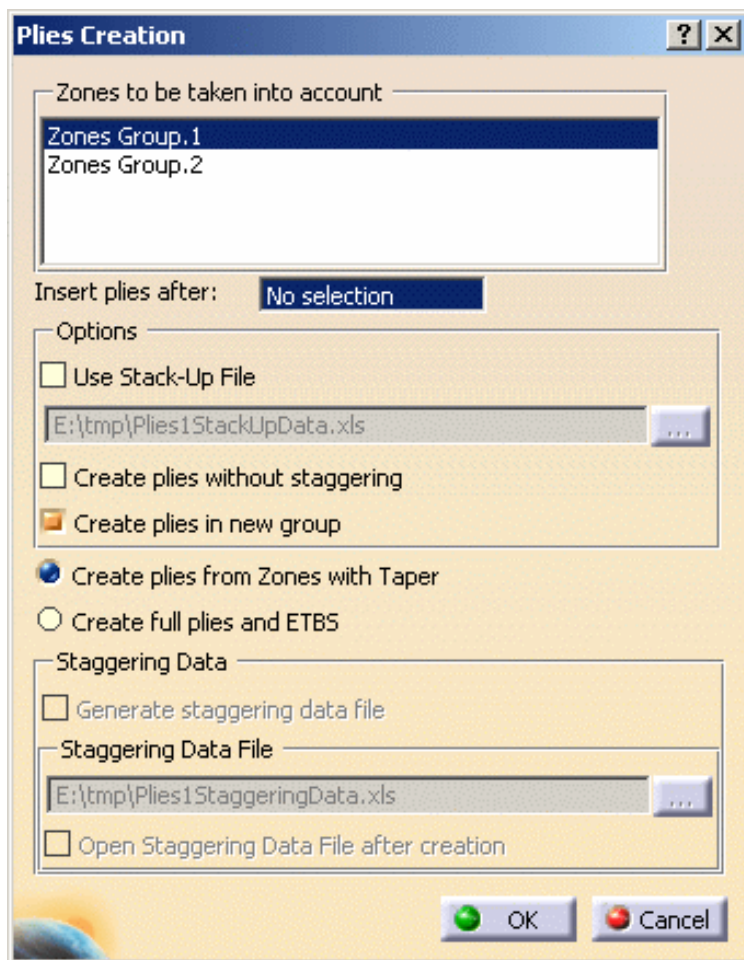 Plies Creation
Zones to be taken into account
Zones Group.1
Zones Group.2
Insert plies after: No selection
Options
Use Stack-Up File
E:\tmp\Plies1StackUpData.xls ...
Create plies without staggering
Create plies in new group
Create plies from Zones with Taper
Create full plies and ETBS
Staggering Data
Generate staggering data file
Staggering Data File
E:\tmp\Plies1StaggeringData.xls ...
Open Staggering Data File after creation
OK Cancel